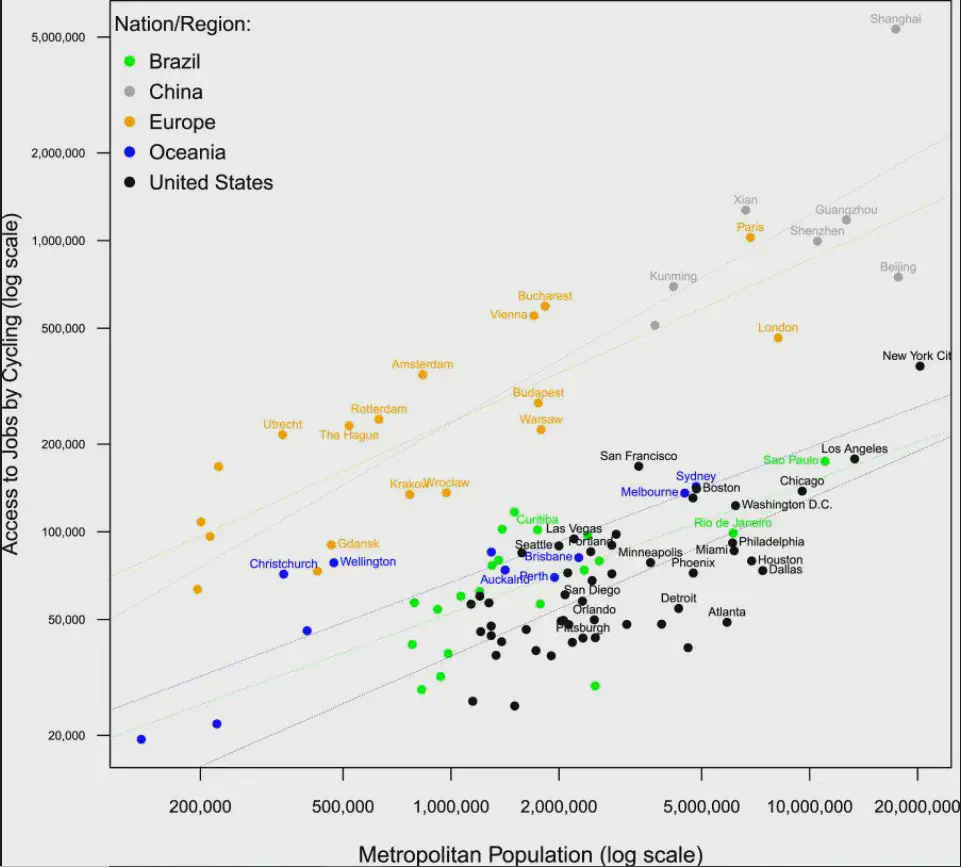 Nation/Region:
Brazil
China
Europe
Oceania
United States
Access to Jobs by Cycling (log scale)
5,000,000
2,000,000
1,000,000
500,000
200,000
100,000
50,000
20,000
Shanghai
Xian
Guangzhou
Paris
Shenzhen
Beijing
Kunming
Bucharest
Vienna
London
New York Cit
Amsterdam
Budapest
Rotterdam
Utrecht
The Hague
Warsaw
San Francisco
Los Angeles
Sao Paulo
Sydney
Krakow
Wroclaw
Melbourne
Boston
Chicago
Washington D.C.
Curitiba
Rio de Janeiro
Las Vegas
Gdansk
Seattle
Portland
Philadelphia
Miami
Christchurch
Wellington
Brisbane
Minneapolis
Houston
Phoenix
Dallas
Auckalnd
Perth
San Diego
Detroit
Orlando
Atlanta
Pittsburgh
200,000
500,000
1,000,000
2,000,000
5,000,000
10,000,000
20,000,000
Metropolitan Population (log scale)